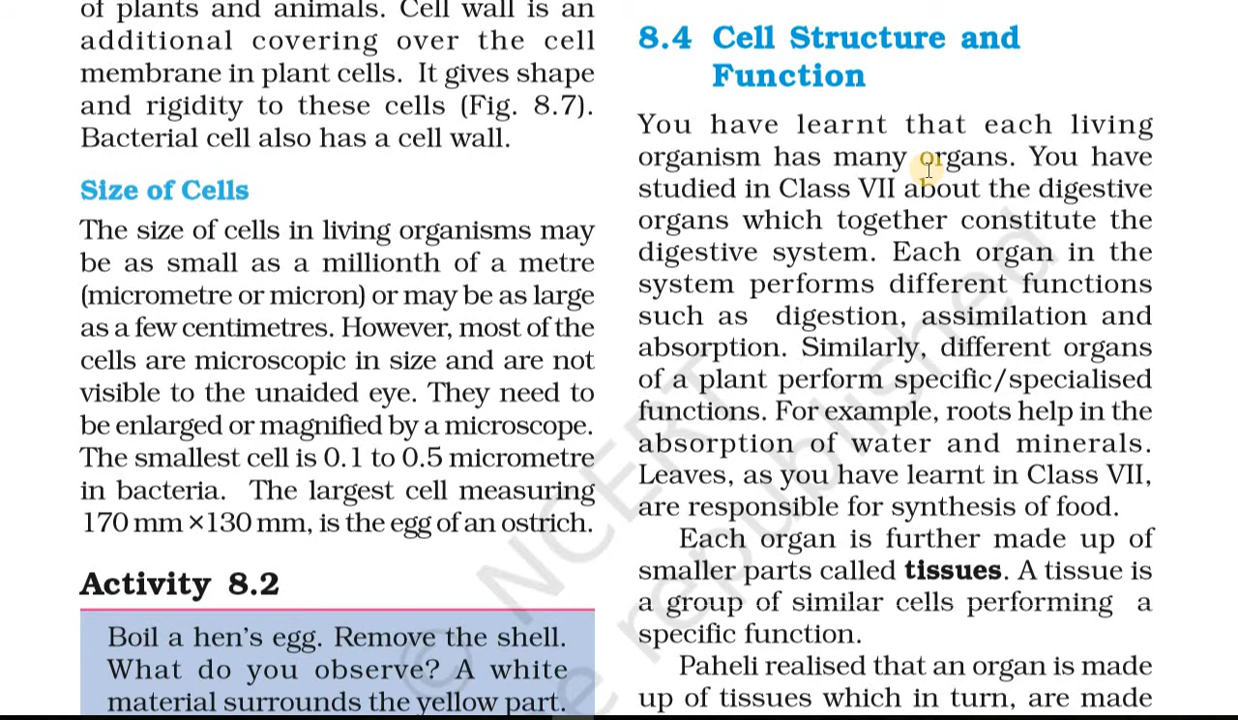 of plants and animals. Cell wall is an
additional covering over the cell
membrane in plant cells. It gives shape
and rigidity to these cells (Fig. 8.7).
Bacterial cell also has a cell wall.
Size of Cells
The size of cells in living organisms may
be as small as a millionth of a metre
(micrometre or micron) or may be as large
as a few centimetres. However, most of the
cells are microscopic in size and are not
visible to the unaided eye. They need to
be enlarged or magnified by a microscope.
The smallest cell is 0.1 to 0.5 micrometre
in bacteria. The largest cell measuring
170 mm ×130 mm, is the egg of an ostrich.
Activity 8.2
Boil a hen's egg. Remove the shell.
What do you observe? A white
material surrounds the yellow part.
8.4 Cell Structure and
Function
You have learnt that each living
organism has many organs. You have
studied in Class VII about the digestive
organs which together constitute the
digestive system. Each organ in the
system performs different functions
such as digestion, assimilation and
absorption. Similarly, different organs
of a plant perform specific/specialised
functions. For example, roots help in the
absorption of water and minerals.
Leaves, as you have learnt in Class VII,
are responsible for synthesis of food.
Each organ is further made up of
smaller parts called tissues. A tissue is
a group of similar cells performing a
specific function.
Paheli realised that an organ is made
up of tissues which in turn, are made
© NCERT
be republished